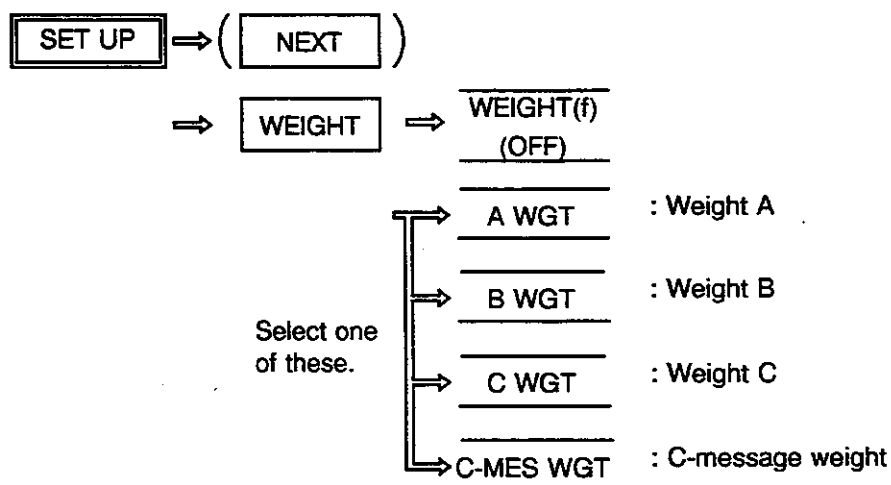 SET UP ⇒ ( NEXT )
⇒ WEIGHT ⇒ WEIGHT(f)
(OFF)
A WGT : Weight A
B WGT : Weight B
Select one
of these.
C WGT : Weight C
C-MES WGT : C-message weight